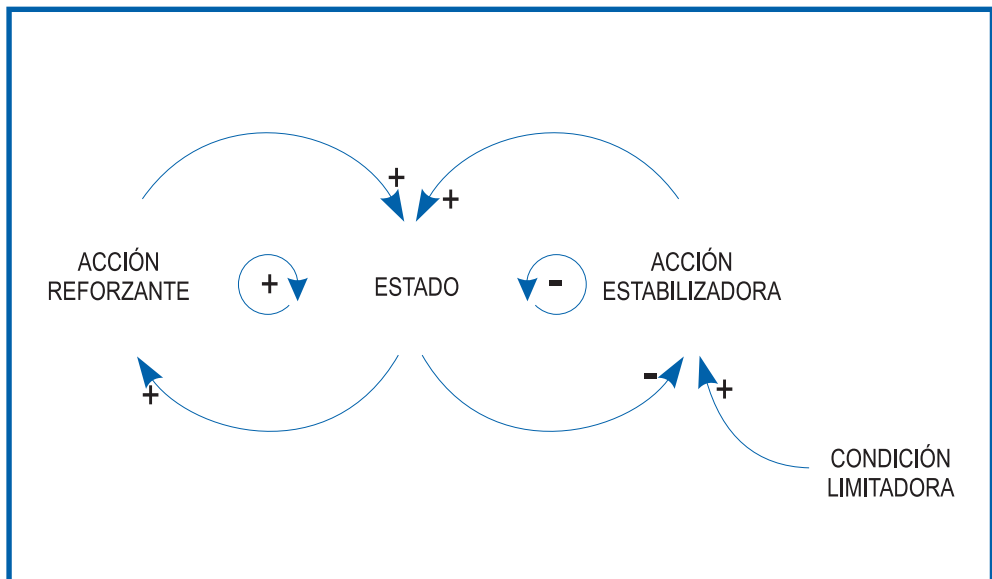 +
+
ACCIÓN
REFORZANTE
+
ESTADO
-
ACCIÓN
ESTABILIZADORA
+
-
+
CONDICIÓN
LIMITADORA